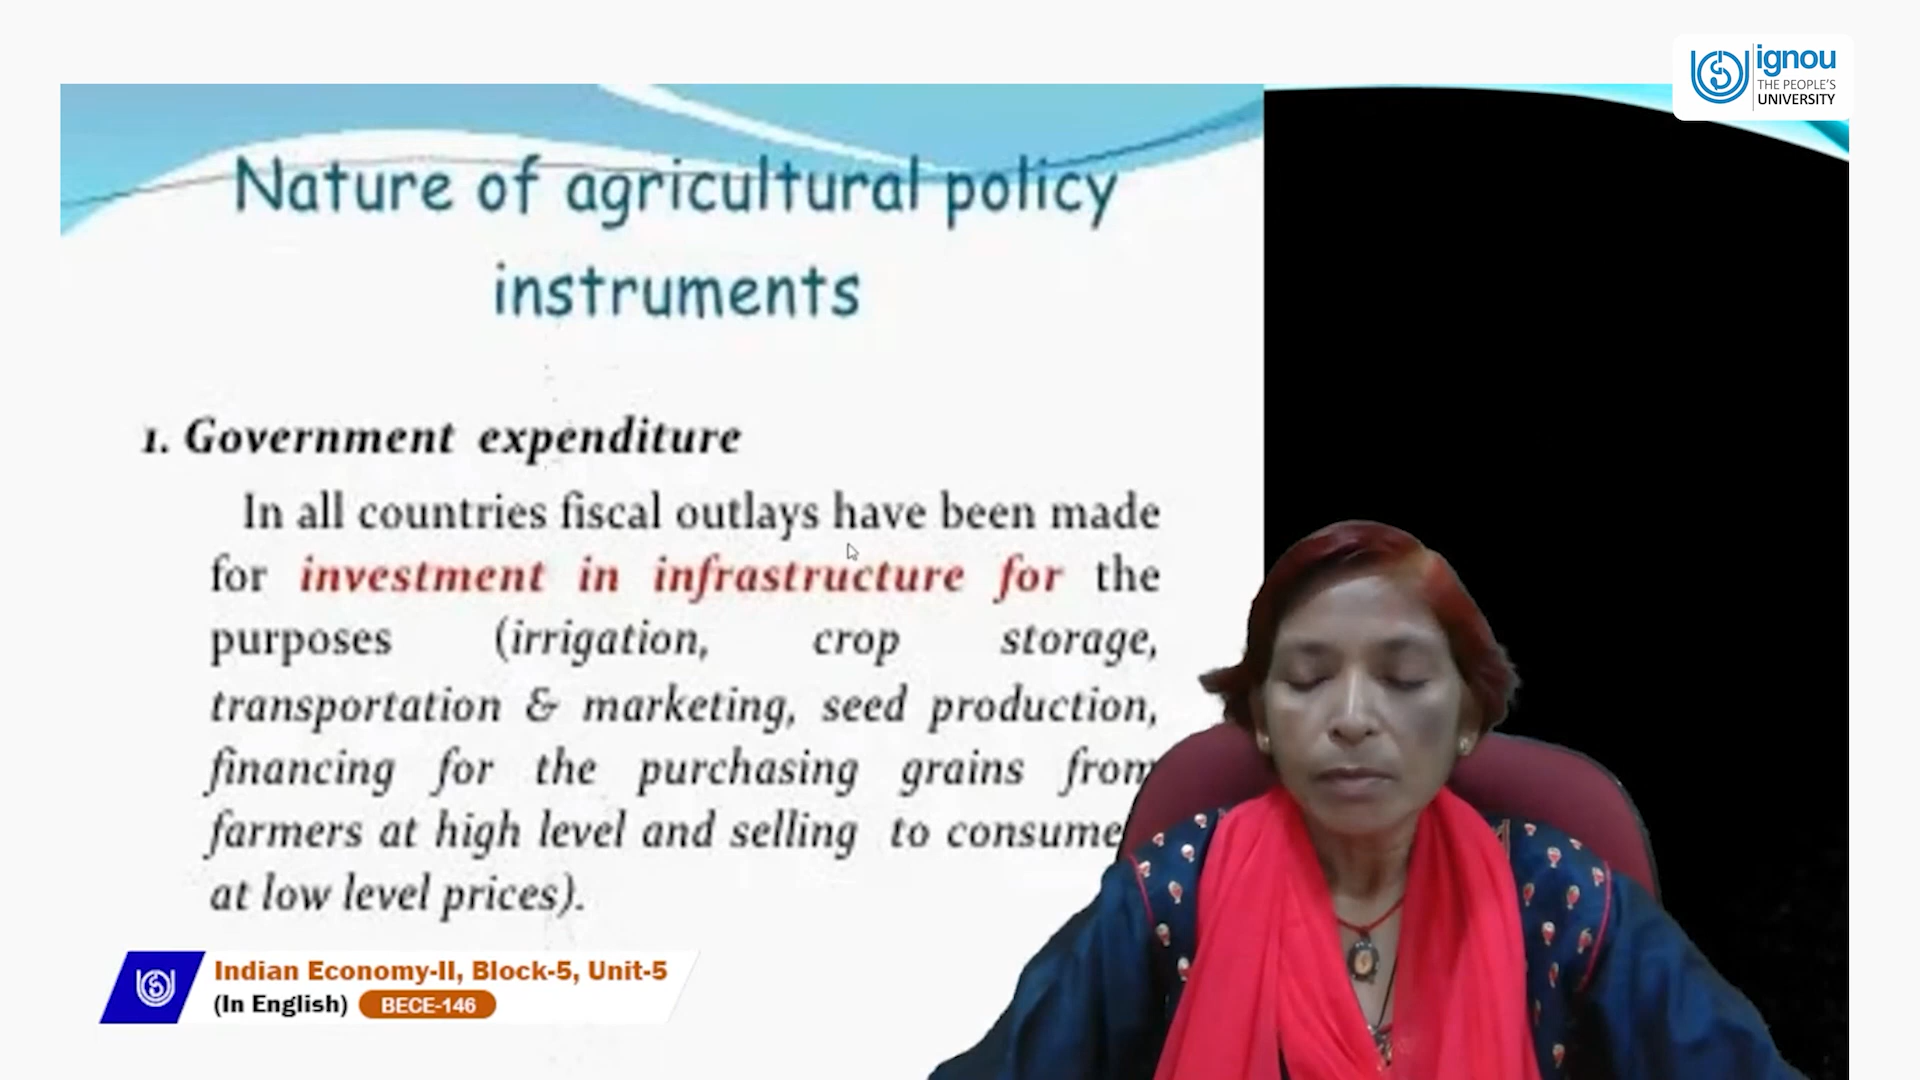 ignou
THE PEOPLE'S
UNIVERSITY
Nature of agricultural policy
instruments
1. Government expenditure
In all countries fiscal outlays have been made
for investment in infrastructure for the
purposes (irrigation, crop storage,
transportation & marketing, seed production,
financing for the purchasing grains from
farmers at high level and selling to consume
at low level prices).
Indian Economy-II, Block-5, Unit-5
(In English) BECE-146